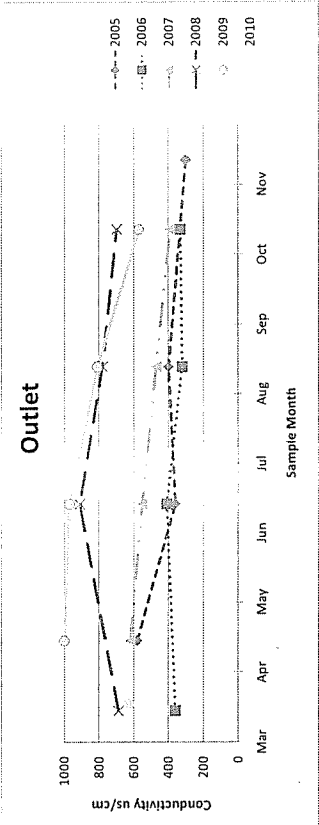 Outlet
Conductivity us/cm
1000
800
600
400
200
0
Mar
Apr
May
Jun
Jul
Aug
Sep
Oct
Nov
Sample Month
2005
2006
2007
2008
2009
2010